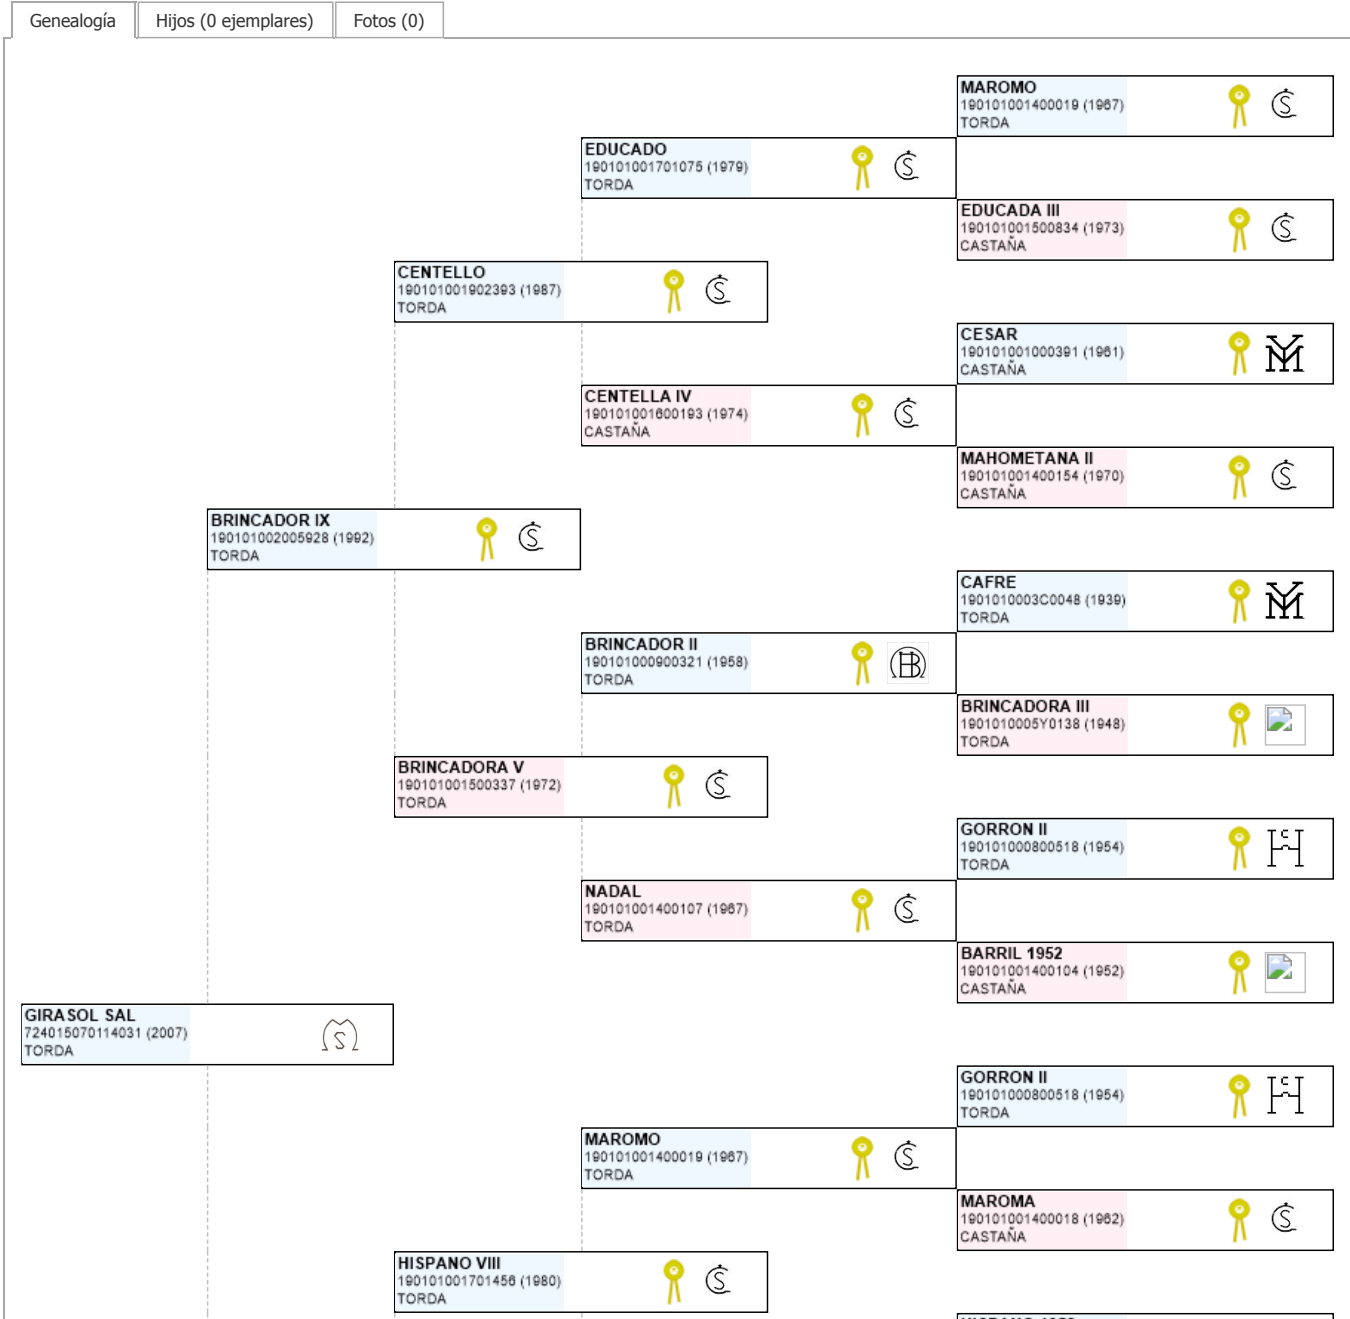 Genealogía
Hijos (0 ejemplares)
Fotos (0)
MAROMO
190101001400019 (1967)
TORDA
EDUCADO
190101001701075 (1979)
TORDA
EDUCADA III
190101001500834 (1973)
CASTAÑA
CENTELLO
190101001902393 (1987)
TORDA
CESAR
190101001000391 (1961)
CASTAÑA
CENTELLA IV
190101001600193 (1974)
CASTAÑA
MAHOMETANA II
190101001400154 (1970)
CASTAÑA
BRINCADOR IX
190101002005928 (1992)
TORDA
CAFRE
1901010003C0048 (1939)
TORDA
BRINCADOR II
190101000900321 (1958)
TORDA
BRINCADORA III
1901010005Y0138 (1948)
TORDA
BRINCADORA V
190101001500337 (1972)
TORDA
GORRON II
190101000800518 (1954)
TORDA
NADAL
190101001400107 (1967)
TORDA
BARRIL 1952
190101001400104 (1952)
CASTAÑA
GIRASOL SAL
724015070114031 (2007)
TORDA
GORRON II
190101000800518 (1954)
TORDA
MAROMO
190101001400019 (1967)
TORDA
MAROMA
190101001400018 (1962)
CASTAÑA
HISPANO VIII
190101001701456 (1980)
TORDA